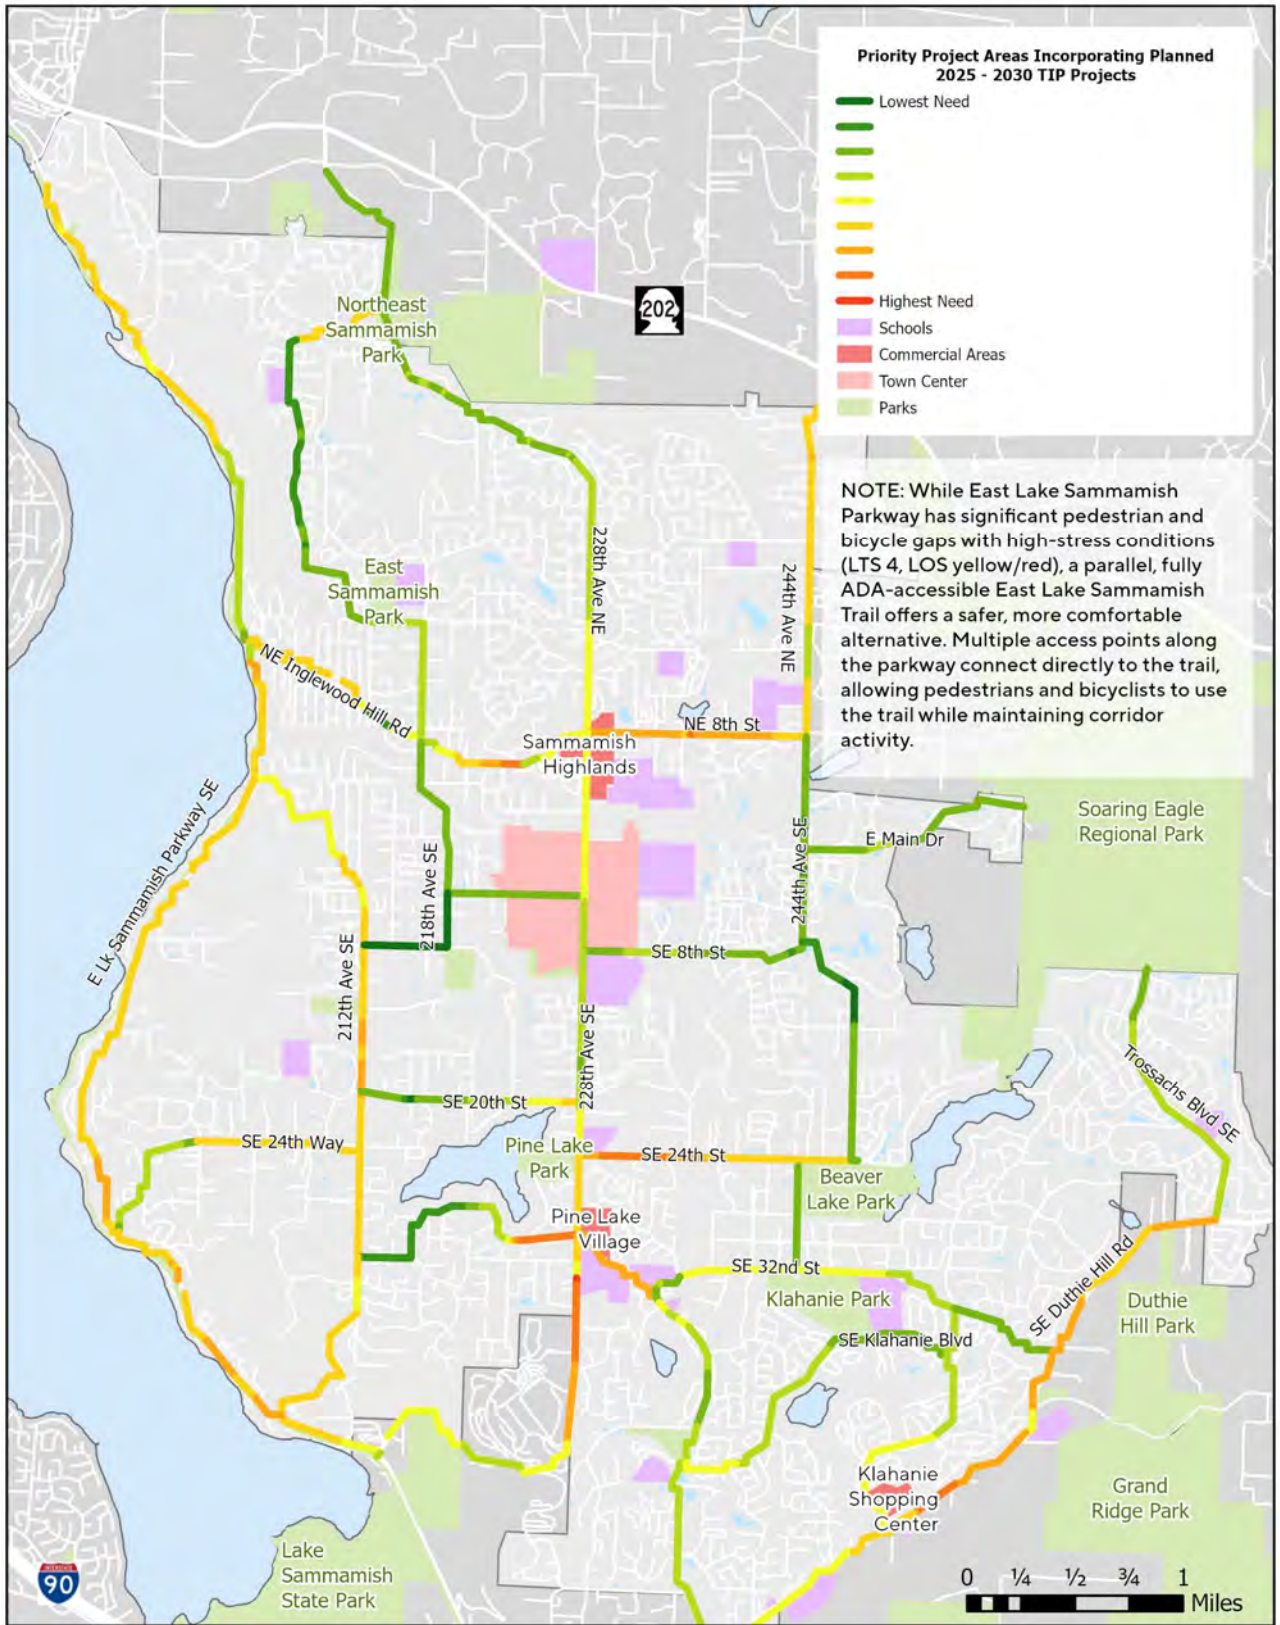 Priority Project Areas Incorporating Planned
2025 - 2030 TIP Projects
Lowest Need
Highest Need
Schools
Commercial Areas
Town Center
Parks
NOTE: While East Lake Sammamish
Parkway has significant pedestrian and
bicycle gaps with high-stress conditions
(LTS 4, LOS yellow/red), a parallel, fully
ADA-accessible East Lake Sammamish
Trail offers a safer, more comfortable
alternative. Multiple access points along
the parkway connect directly to the trail,
allowing pedestrians and bicyclists to use
the trail while maintaining corridor
activity.
202
Northeast
Sammamish
Park
East
Sammamish
Park
228th Ave NE
244th Ave NE
NE Inglewood Hill Rd
NE 8th St
Sammamish
Highlands
E Lk Sammamish Parkway SE
218th Ave SE
244th Ave SE
E Main Dr
Soaring Eagle
Regional Park
212th Ave SE
SE 8th St
228th Ave SE
Trossachs Blvd SE
SE 20th St
SE 24th Way
Pine Lake
Park
SE 24th St
Beaver
Lake Park
Pine Lake
Village
SE 32nd St
Klahanie Park
SE Duthie Hill Rd
Duthie
Hill Park
SE Klahanie Blvd
Klahanie
Shopping
Center
Grand
Ridge Park
Lake
Sammamish
State Park
INTERSTATE
90
0 ¼ ½ ¾ 1
Miles